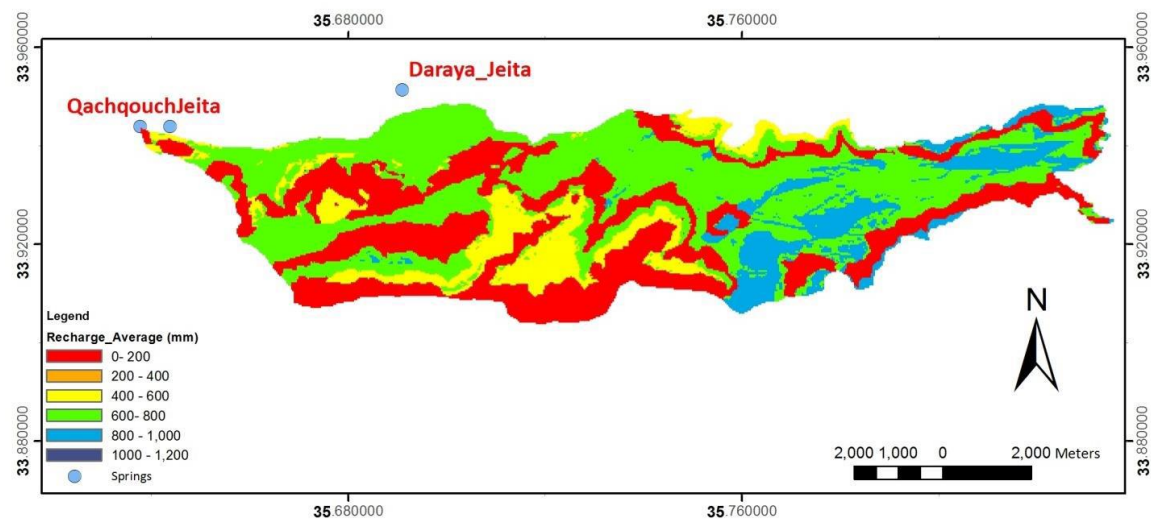 35.680000 35.760000
33.960000 33.960000
Daraya_Jeita
QachqouchJeita
33.920000 33.920000
N
Legend
Recharge_Average (mm)
0- 200
200 - 400
400 - 600
600- 800
800 - 1,000
1000 - 1,200
Springs
33.880000 33.880000
2,000 1,000 0 2,000 Meters
35.680000 35.760000